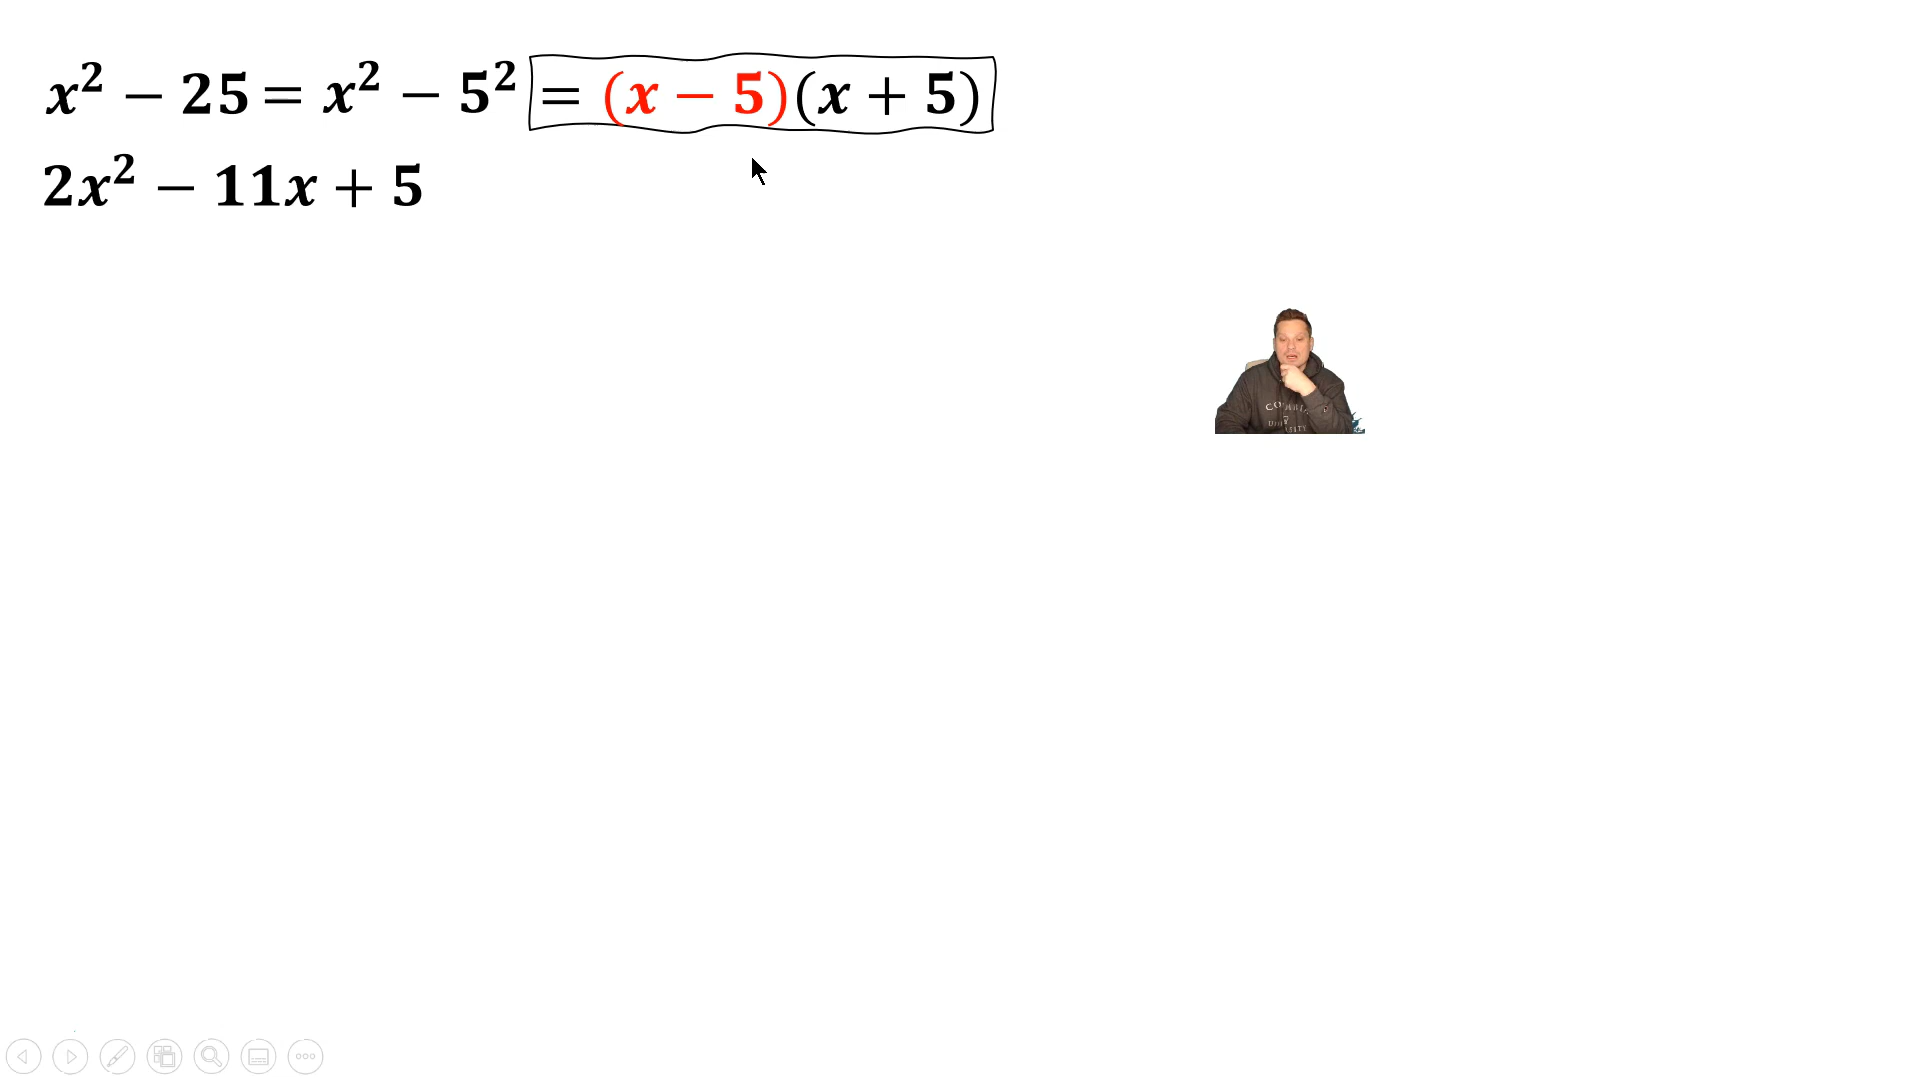 x² − 25 = x² − 5² = (x − 5)(x + 5)
2x² − 11x + 5